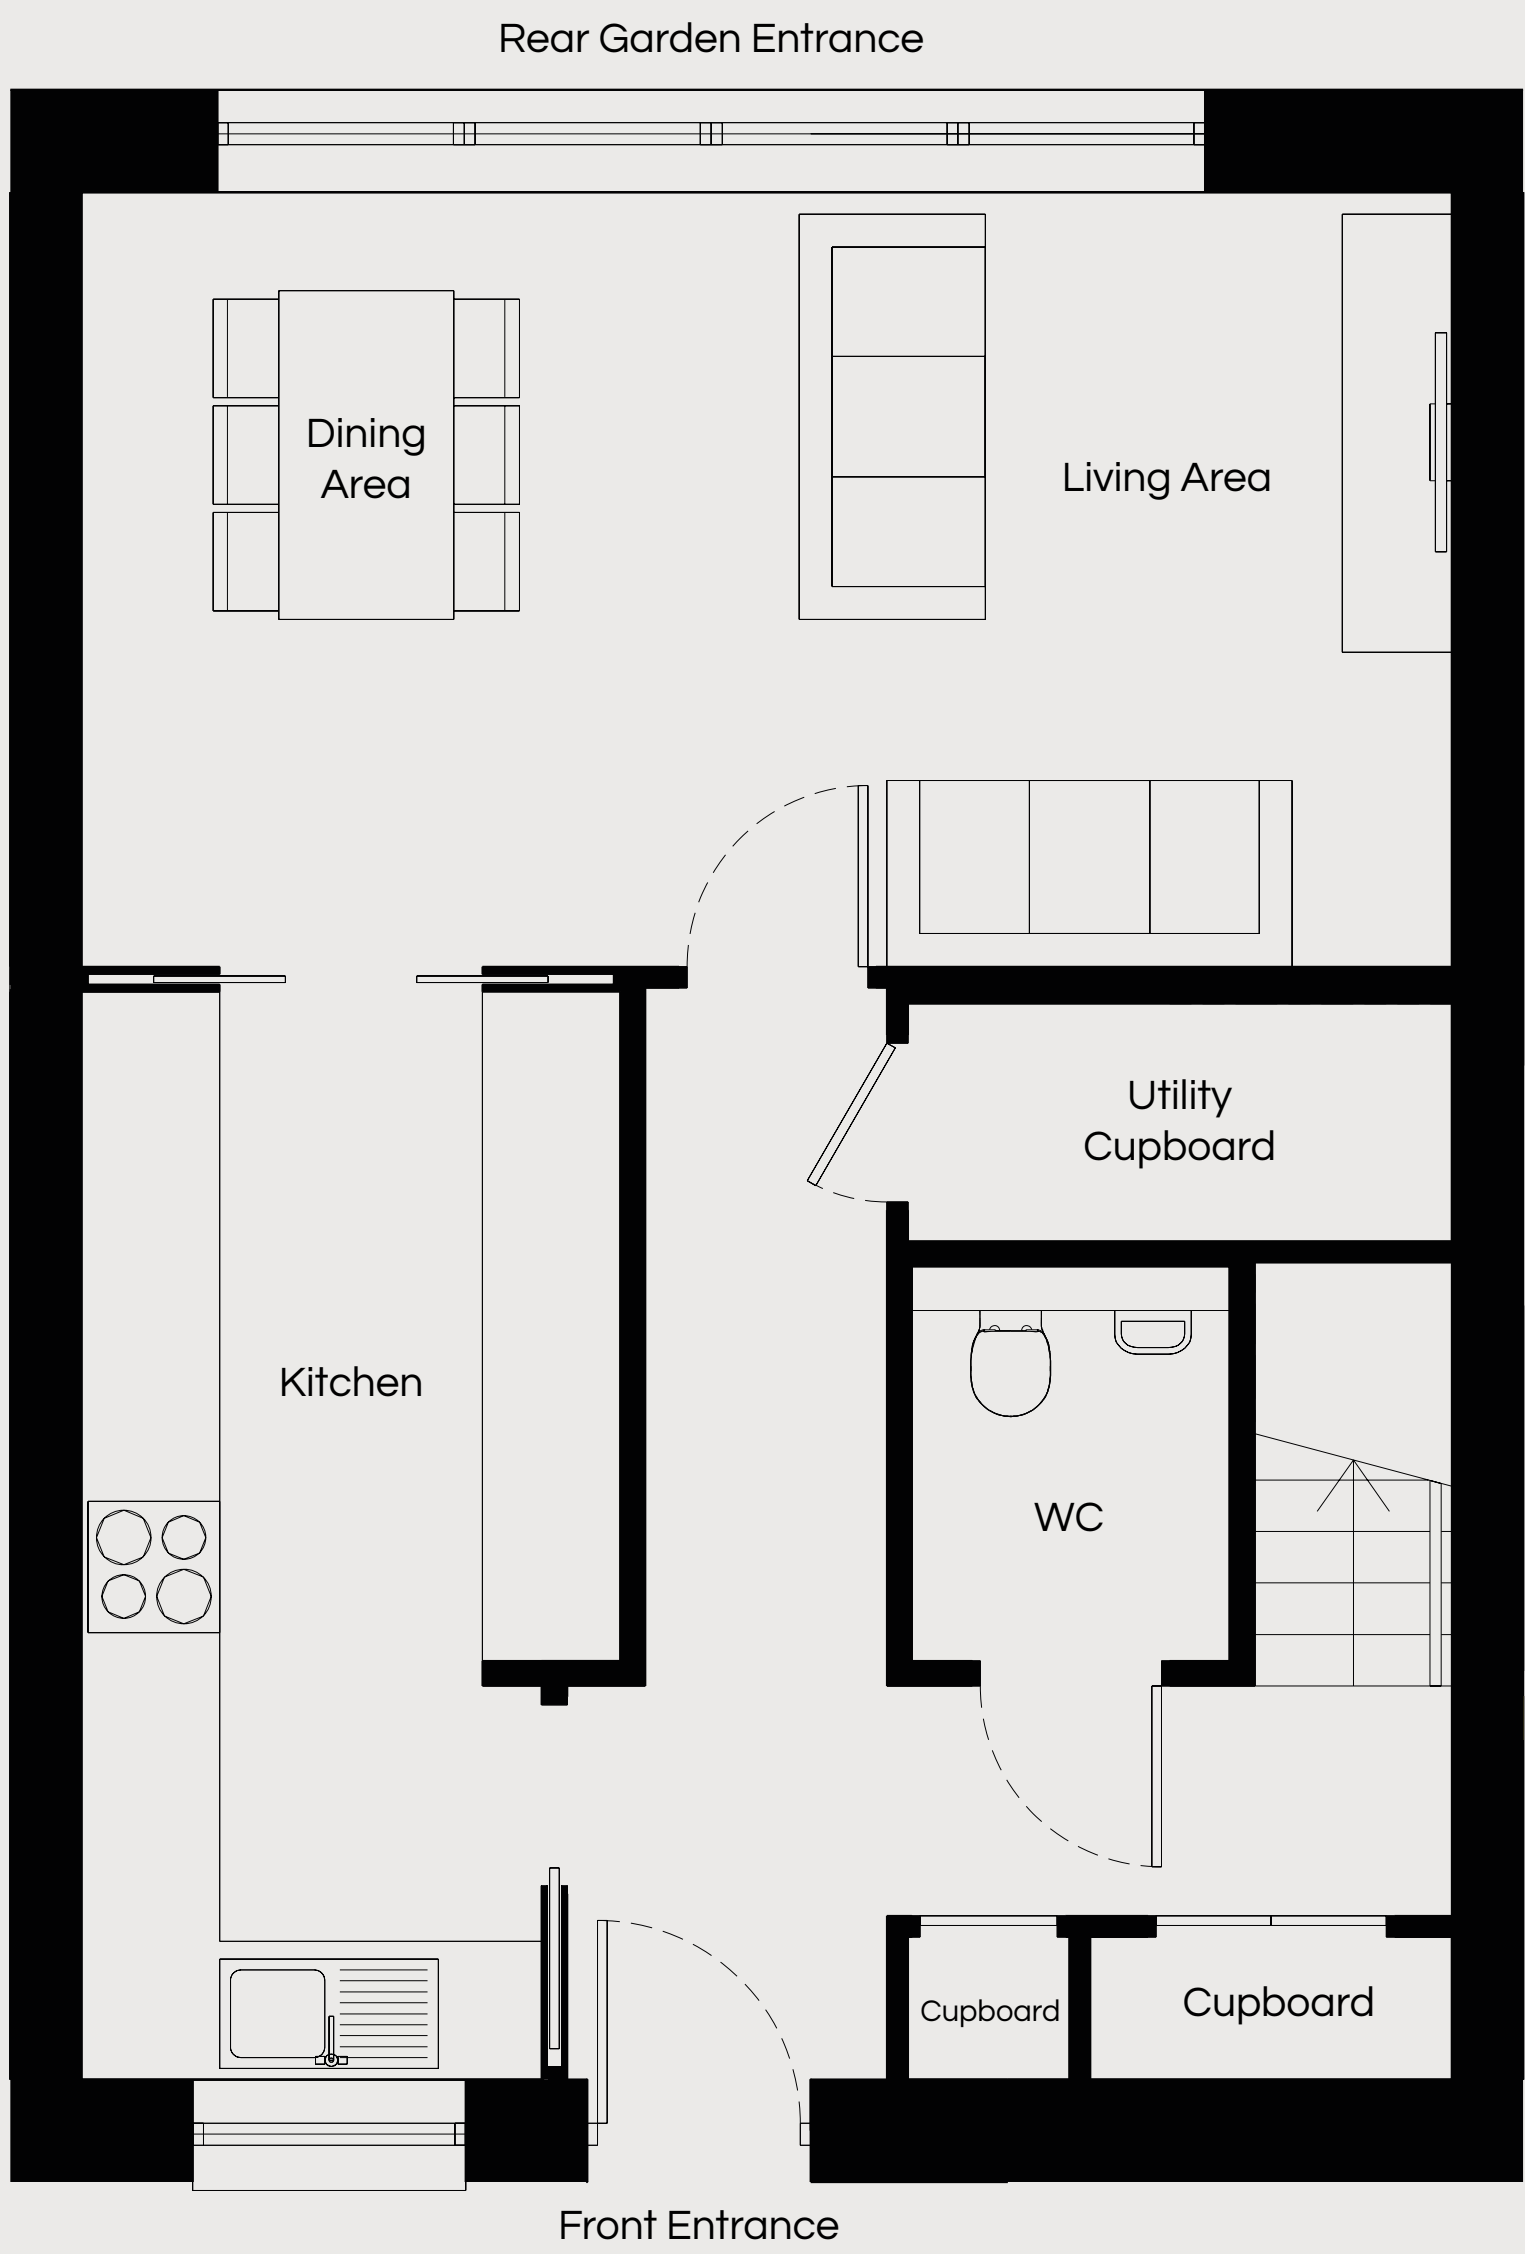 Rear Garden Entrance
Dining
Area
Living Area
Utility
Cupboard
Kitchen
WC
Cupboard
Cupboard
Front Entrance